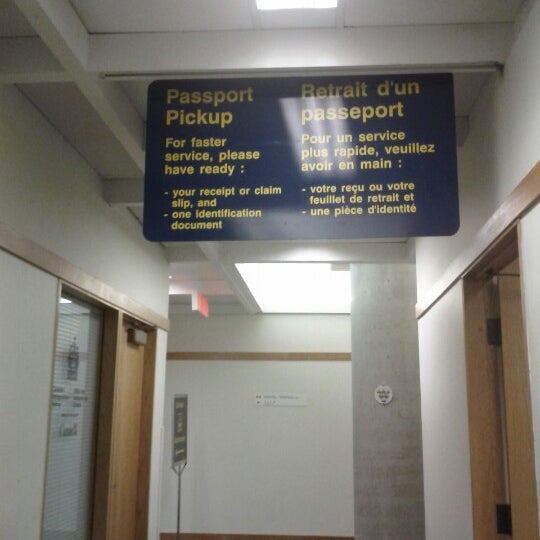 Passport
Pickup
For faster
service, please
have ready :
- your receipt or claim
slip, and
- one identification
document
Retrait d'un
passeport
Pour un service
plus rapide, veuillez
avoir en main :
- votre reçu ou votre
feuillet de retrait et
- une pièce d'identité
Canada